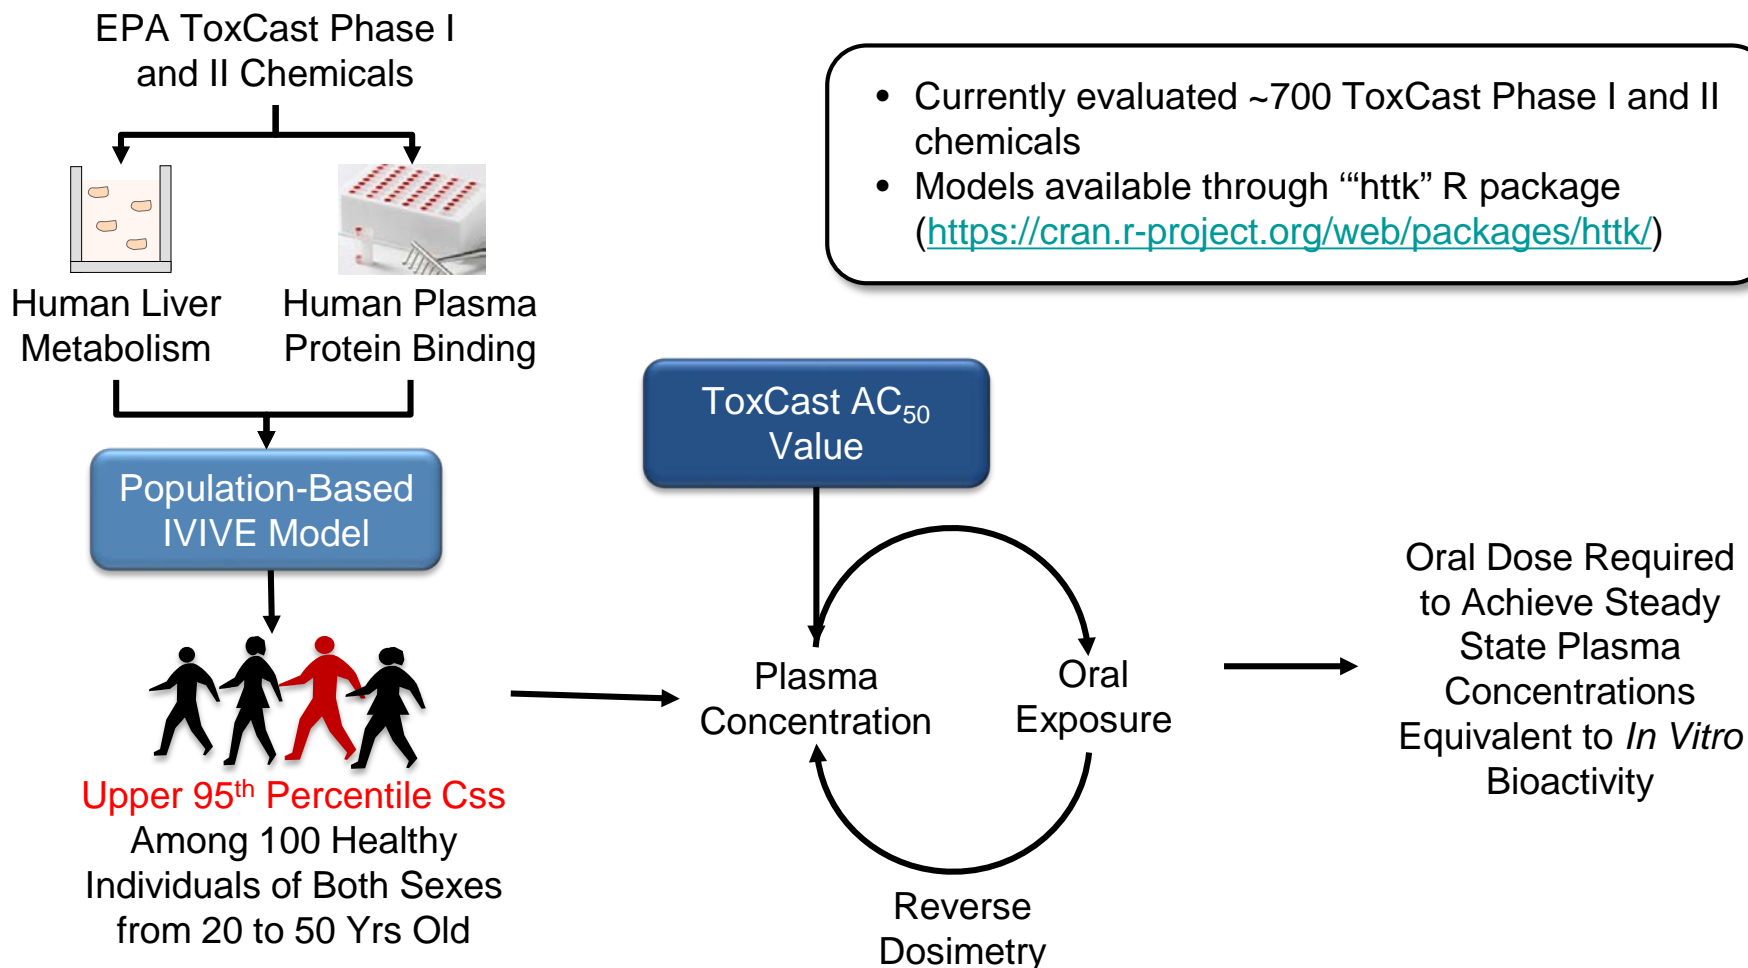 EPA ToxCast Phase I
and II Chemicals
Human Liver
Metabolism
Human Plasma
Protein Binding
Population-Based
IVIVE Model
Upper 95th Percentile Css
Among 100 Healthy
Individuals of Both Sexes
from 20 to 50 Yrs Old
• Currently evaluated ~700 ToxCast Phase I and II
chemicals
• Models available through ‘“httk” R package
(https://cran.r-project.org/web/packages/httk/)
ToxCast AC50
Value
Plasma
Concentration
Oral
Exposure
Reverse
Dosimetry
Oral Dose Required
to Achieve Steady
State Plasma
Concentrations
Equivalent to In Vitro
Bioactivity